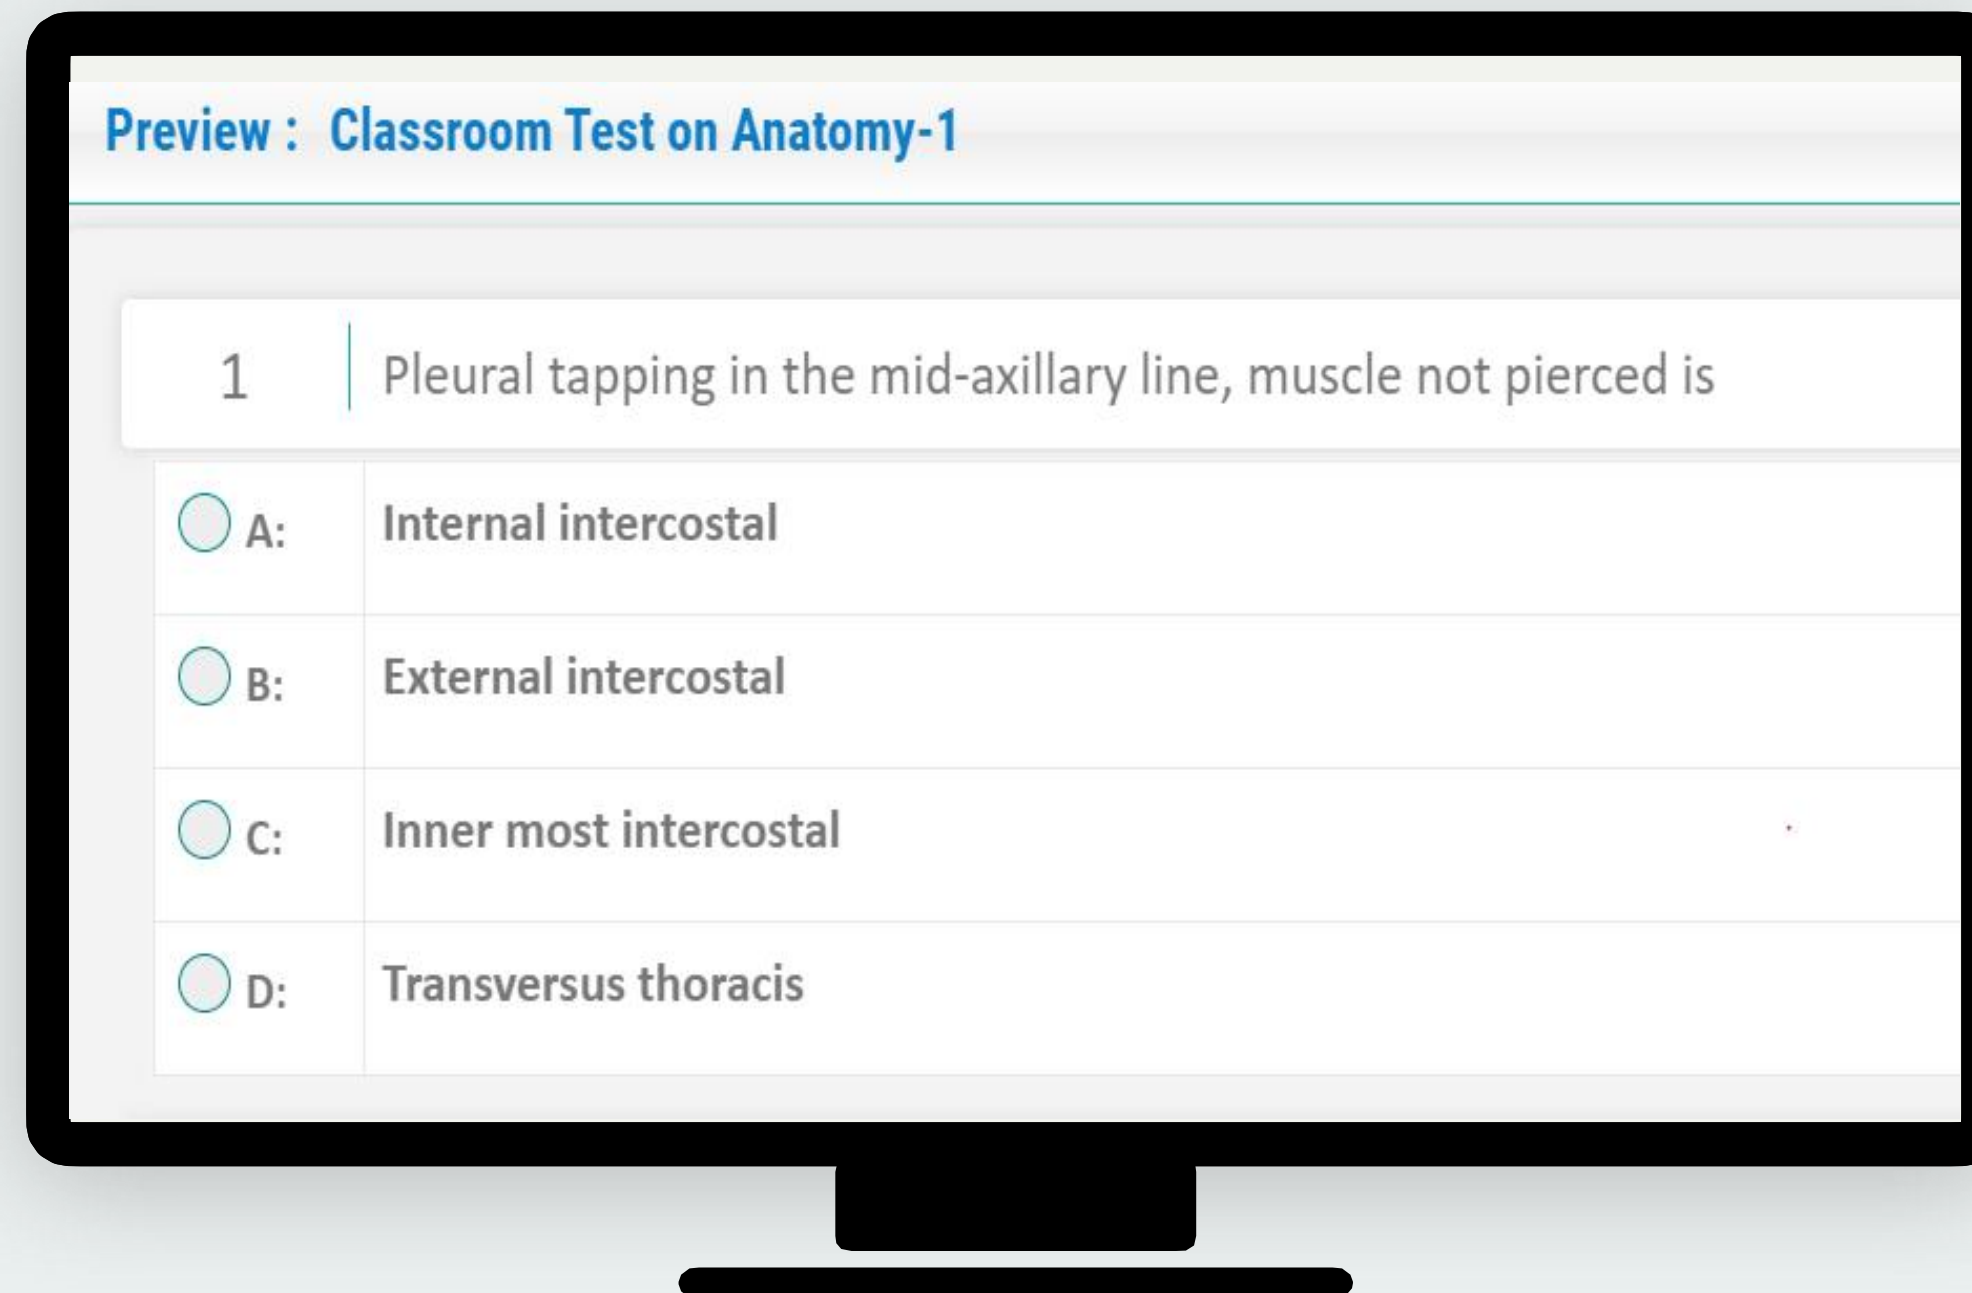 Preview : Classroom Test on Anatomy-1
1 Pleural tapping in the mid-axillary line, muscle not pierced is
A: Internal intercostal
B: External intercostal
C: Inner most intercostal
D: Transversus thoracis